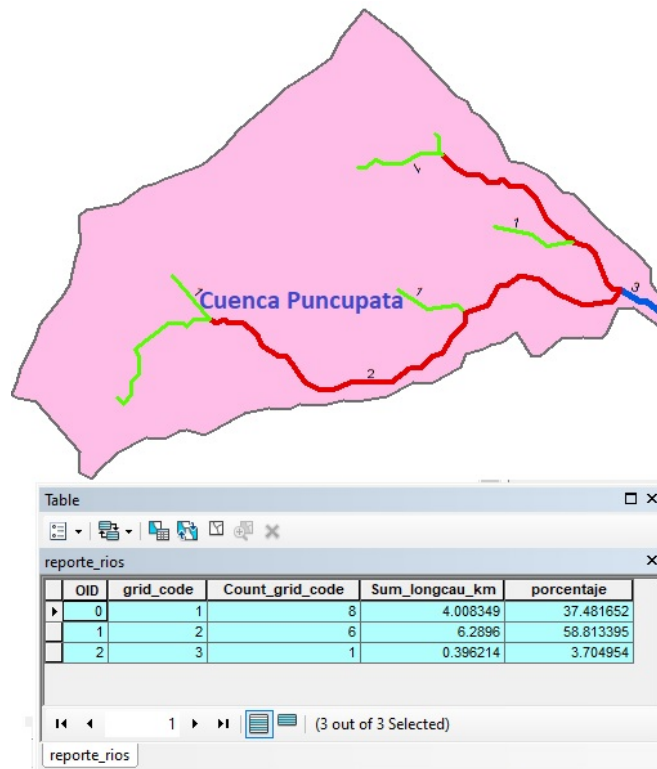 1
1
3
1
1
Cuenca Puncupata
2
Table
reporte_rios
OID grid_code Count_grid_code Sum_longcau_km porcentaje
0 1 8 4.008349 37.481652
1 2 6 6.2896 58.813395
2 3 1 0.396214 3.704954
1 (3 out of 3 Selected)
reporte_rios